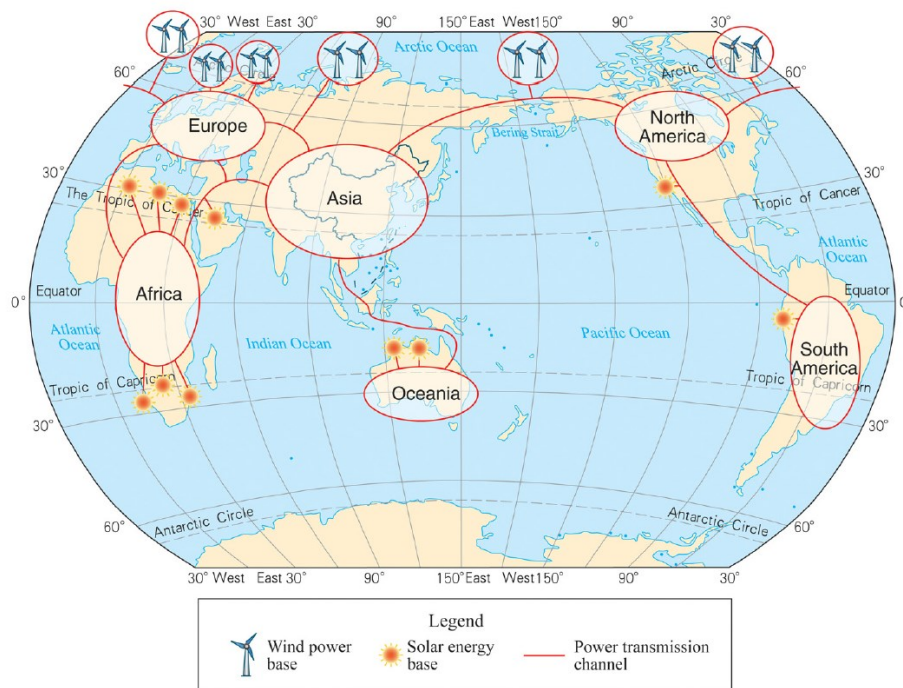 30° West East 30°
90°
150°East West150°
90°
30°
Arctic Ocean
60°
Arctic Circle
Arctic Circle
60°
Europe
North
America
Bering Strait
30°
Asia
30°
The Tropic of Cancer
Tropic of Cancer
Atlantic
Ocean
Africa
0°
Equator
Equator
0°
Atlantic
Ocean
Indian Ocean
Pacific Ocean
South
America
Tropic of Capricorn
Oceania
Tropic of Capricorn
30°
30°
60°
Antarctic Circle
Antarctic Circle
60°
30° West East 30°
90°
150°East West150°
90°
30°
Legend
Wind power
base
Solar energy
base
Power transmission
channel